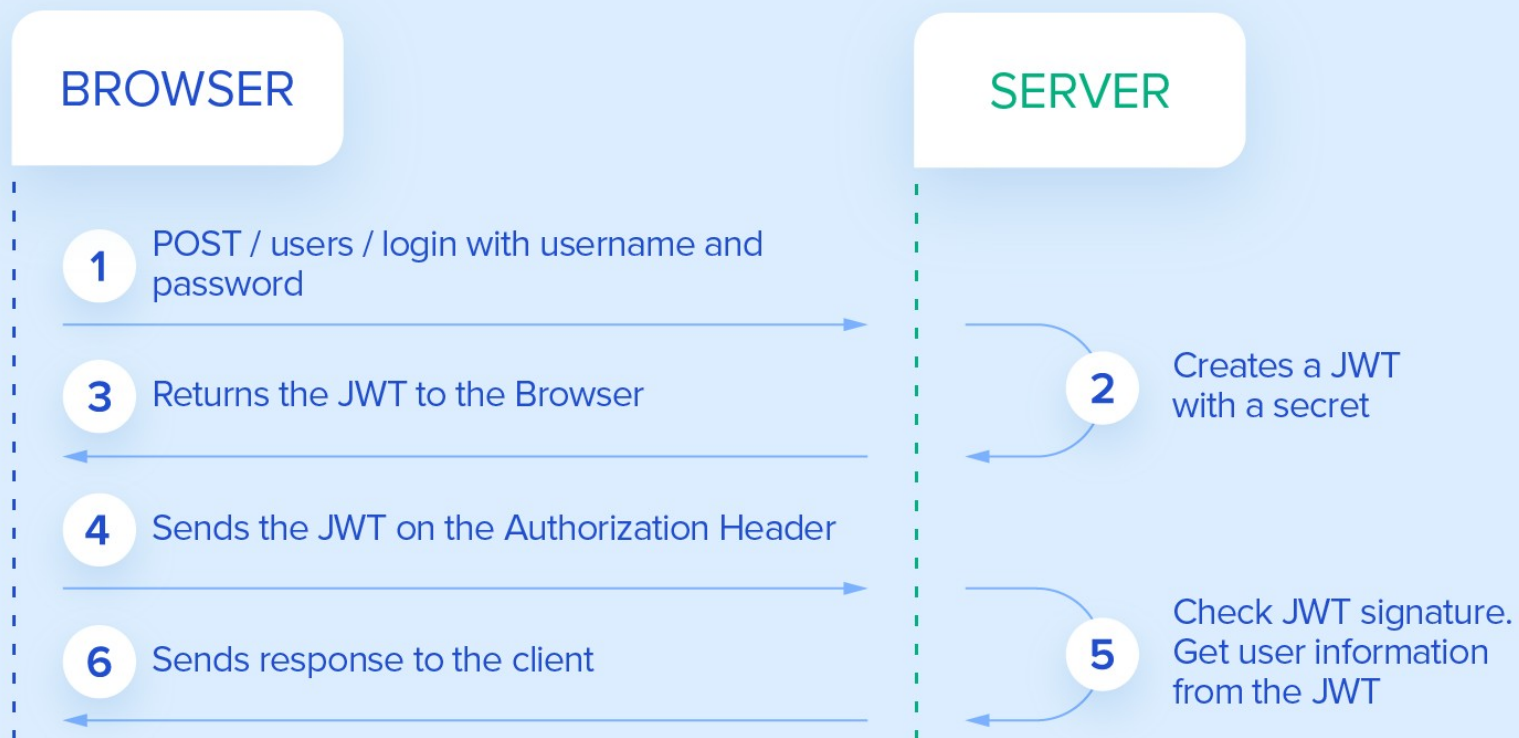 BROWSER
SERVER
1
POST / users / login with username and
password
2
Creates a JWT
with a secret
3
Returns the JWT to the Browser
4
Sends the JWT on the Authorization Header
5
Check JWT signature.
Get user information
from the JWT
6
Sends response to the client